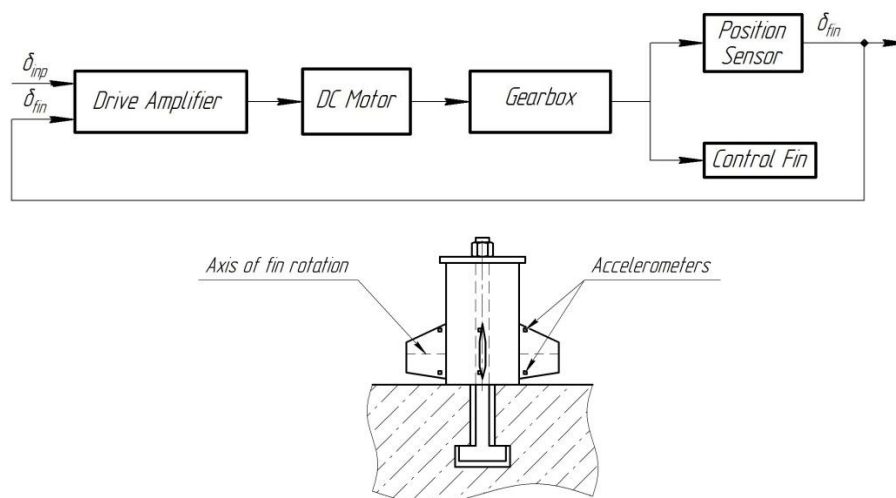 δinp
δfin
Drive Amplifier
DC Motor
Gearbox
Position
Sensor
δfin
Control Fin
Axis of fin rotation
Accelerometers